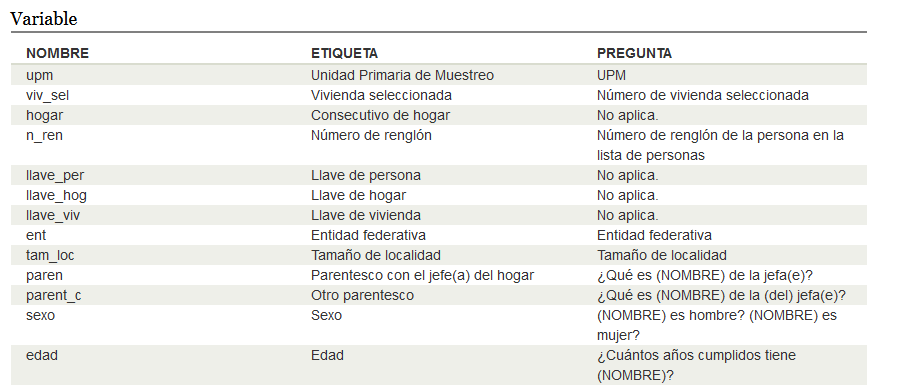 Variable
NOMBRE ETIQUETA PREGUNTA
upm Unidad Primaria de Muestreo UPM
viv_sel Vivienda seleccionada Número de vivienda seleccionada
hogar Consecutivo de hogar No aplica.
n_ren Número de renglón Número de renglón de la persona en la
lista de personas
llave_per Llave de persona No aplica.
llave_hog Llave de hogar No aplica.
llave_viv Llave de vivienda No aplica.
ent Entidad federativa Entidad federativa
tam_loc Tamaño de localidad Tamaño de localidad
paren Parentesco con el jefe(a) del hogar ¿Qué es (NOMBRE) de la jefa(e)?
parent_c Otro parentesco ¿Qué es (NOMBRE) de la (del) jefa(e)?
sexo Sexo (NOMBRE) es hombre? (NOMBRE) es
mujer?
edad Edad ¿Cuántos años cumplidos tiene
(NOMBRE)?